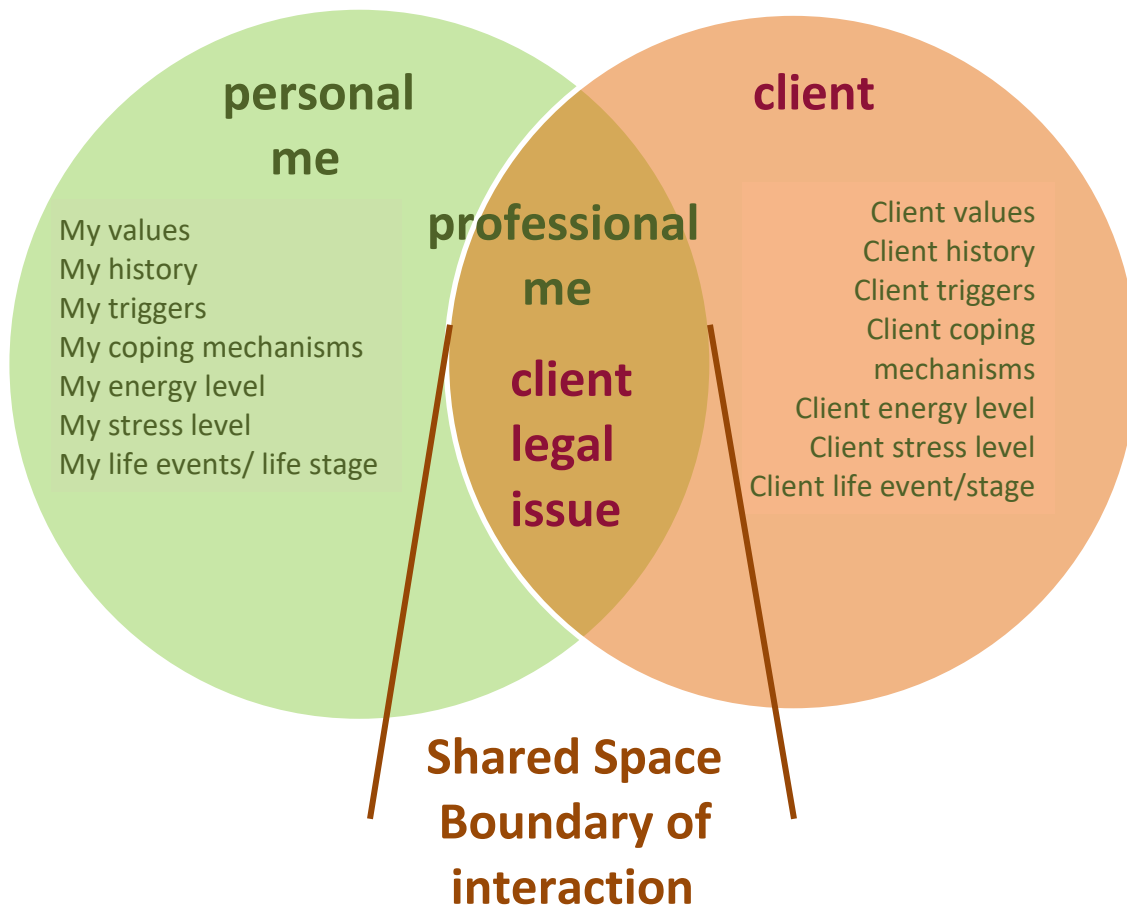 personal
me
My values
My history
My triggers
My coping mechanisms
My energy level
My stress level
My life events/ life stage
professional
me
client
legal
issue
client
Client values
Client history
Client triggers
Client coping
mechanisms
Client energy level
Client stress level
Client life event/stage
Shared Space
Boundary of
interaction